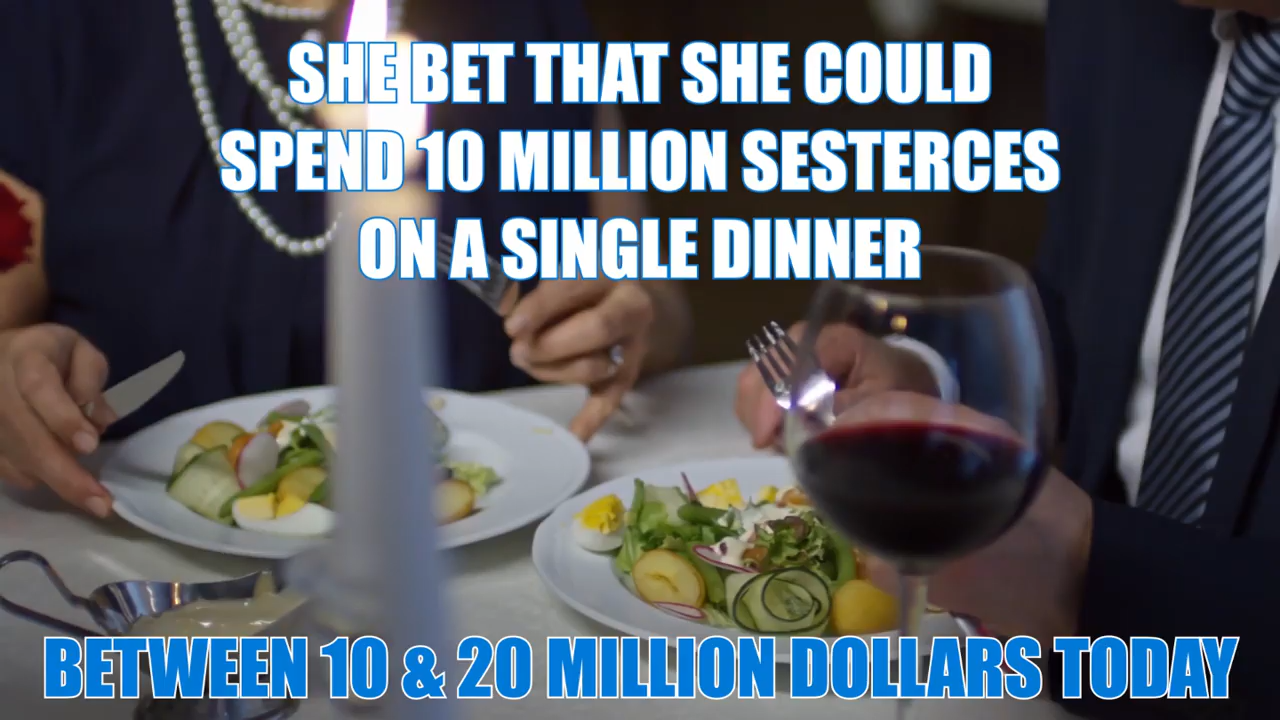 SHE BET THAT SHE COULD
SPEND 10 MILLION SESTERCES
ON A SINGLE DINNER
BETWEEN 10 & 20 MILLION DOLLARS TODAY